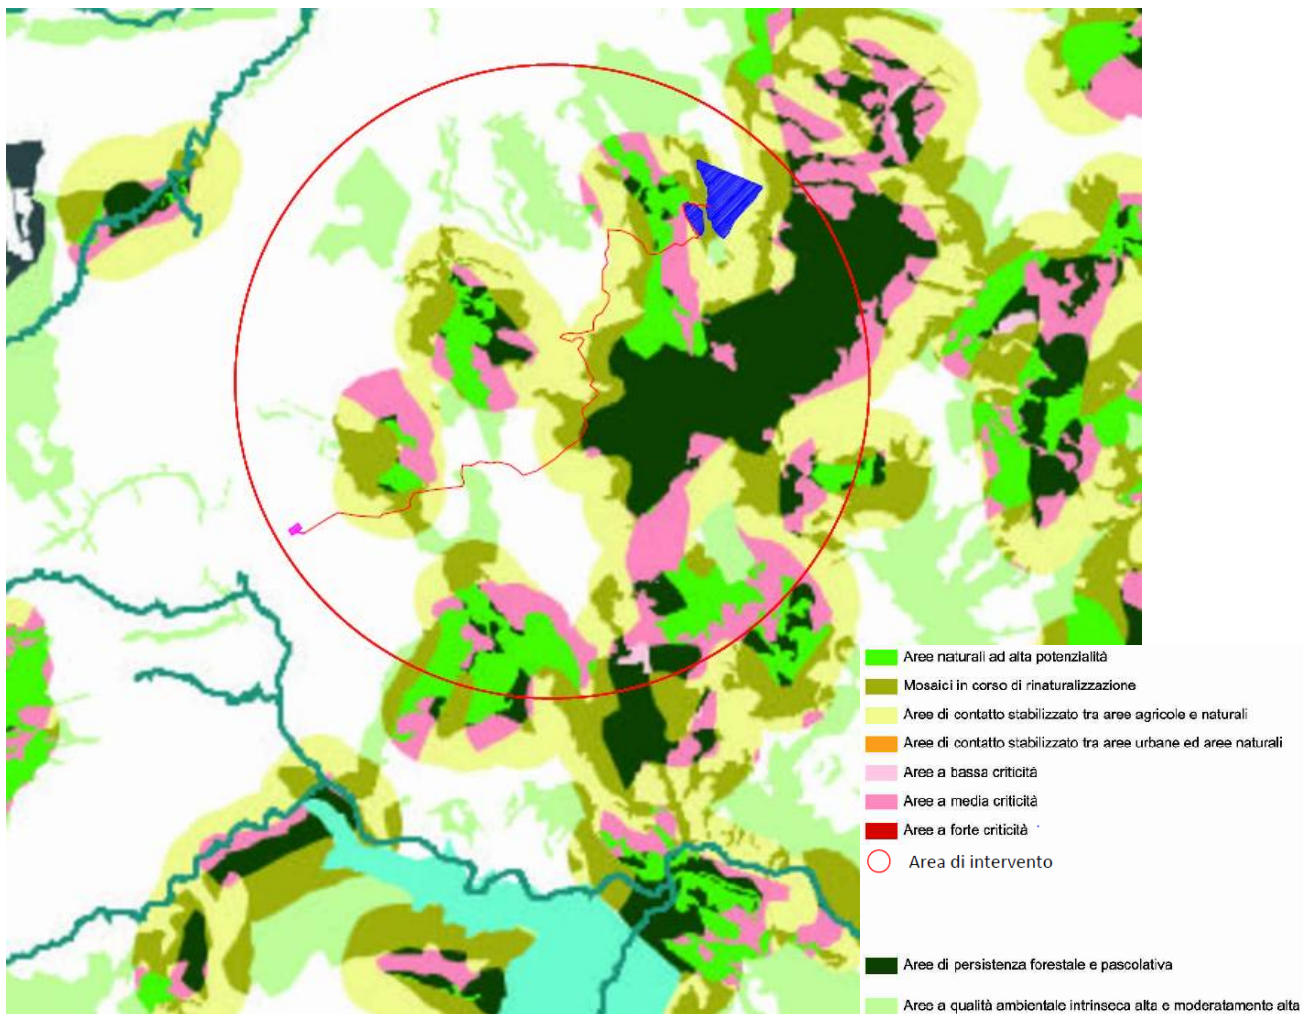 Aree naturali ad alta potenzialità
Mosaici in corso di rinaturalizzazione
Aree di contatto stabilizzato tra aree agricole e naturali
Aree di contatto stabilizzato tra aree urbane ed aree naturali
Aree a bassa criticità
Aree a media criticità
Aree a forte criticità
Area di intervento
Aree di persistenza forestale e pascolativa
Aree a qualità ambientale intrinseca alta e moderatamente alta